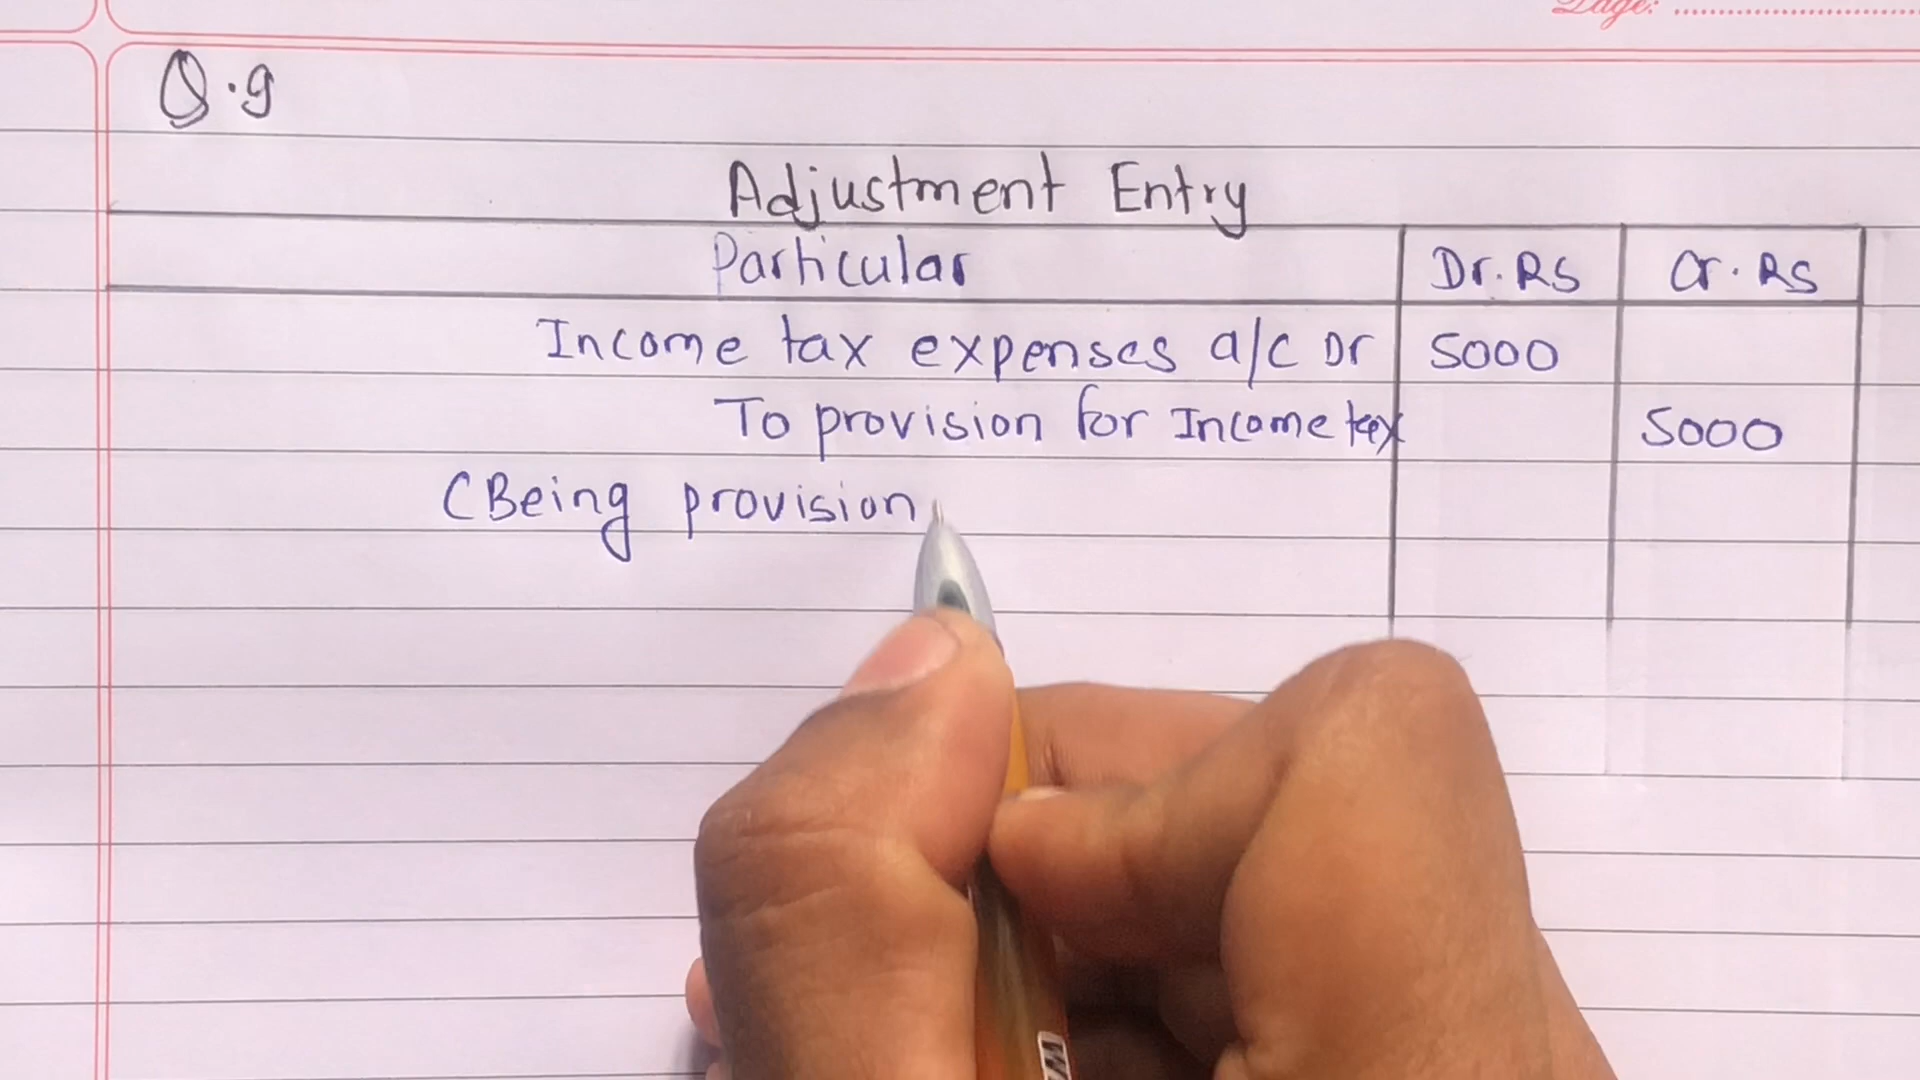 Page: ........................
Q.9
Adjustment Entry
Particular Dr. RS Cr. RS
Income tax expenses a/c Dr 5000
To provision for Income tax 5000
(Being provision